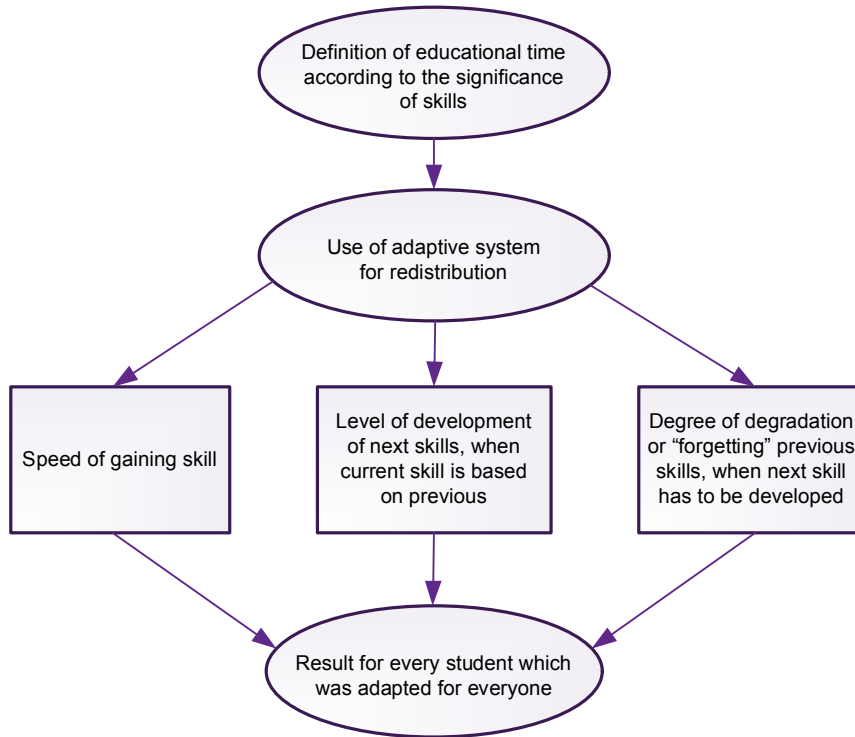 Definition of educational time
according to the significance
of skills
Use of adaptive system
for redistribution
Speed of gaining skill
Level of development
of next skills, when
current skill is based
on previous
Degree of degradation
or “forgetting” previous
skills, when next skill
has to be developed
Result for every student which
was adapted for everyone